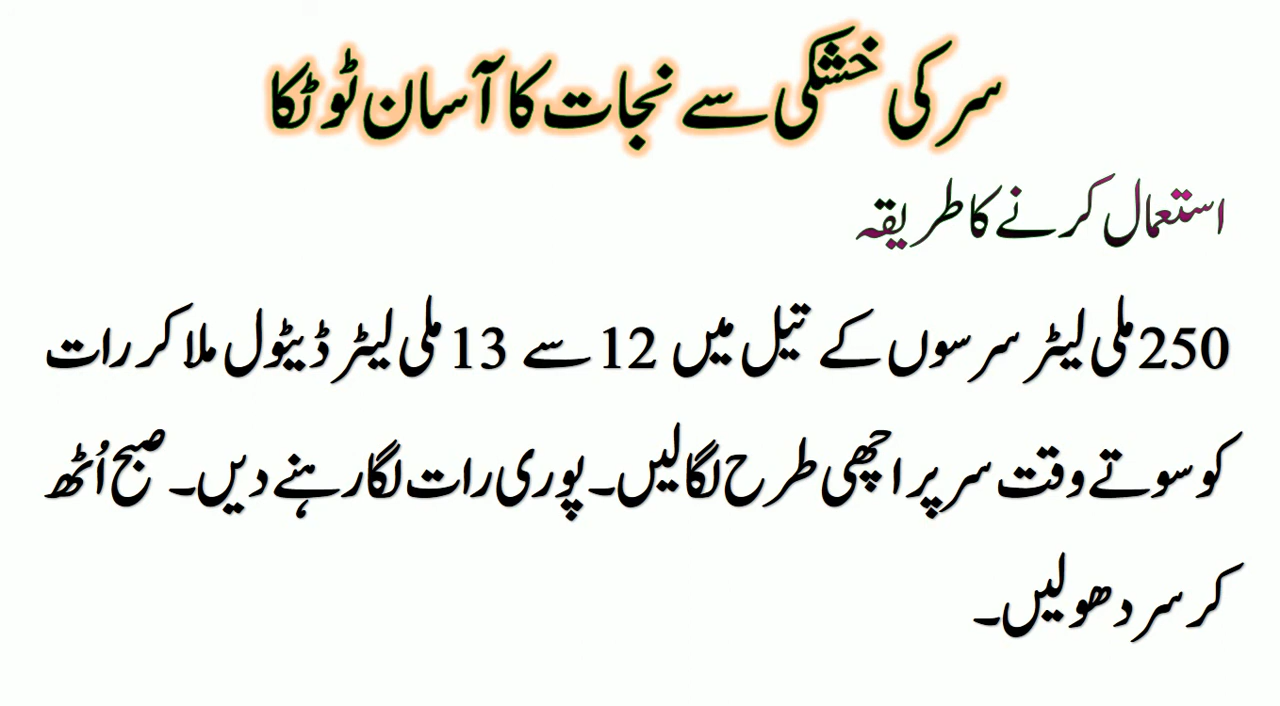 سر کی خشکی سے نجات کا آسان ٹوٹکا
استعمال کرنے کا طریقہ
250 ملی لیٹر سرسوں کے تیل میں 12 سے 13 ملی لیٹر ڈیٹول ملا کر رات
کو سوتے وقت سر پر اچھی طرح لگا لیں۔ پوری رات لگا رہنے دیں۔ صبح اُٹھ
کر سر دھو لیں۔